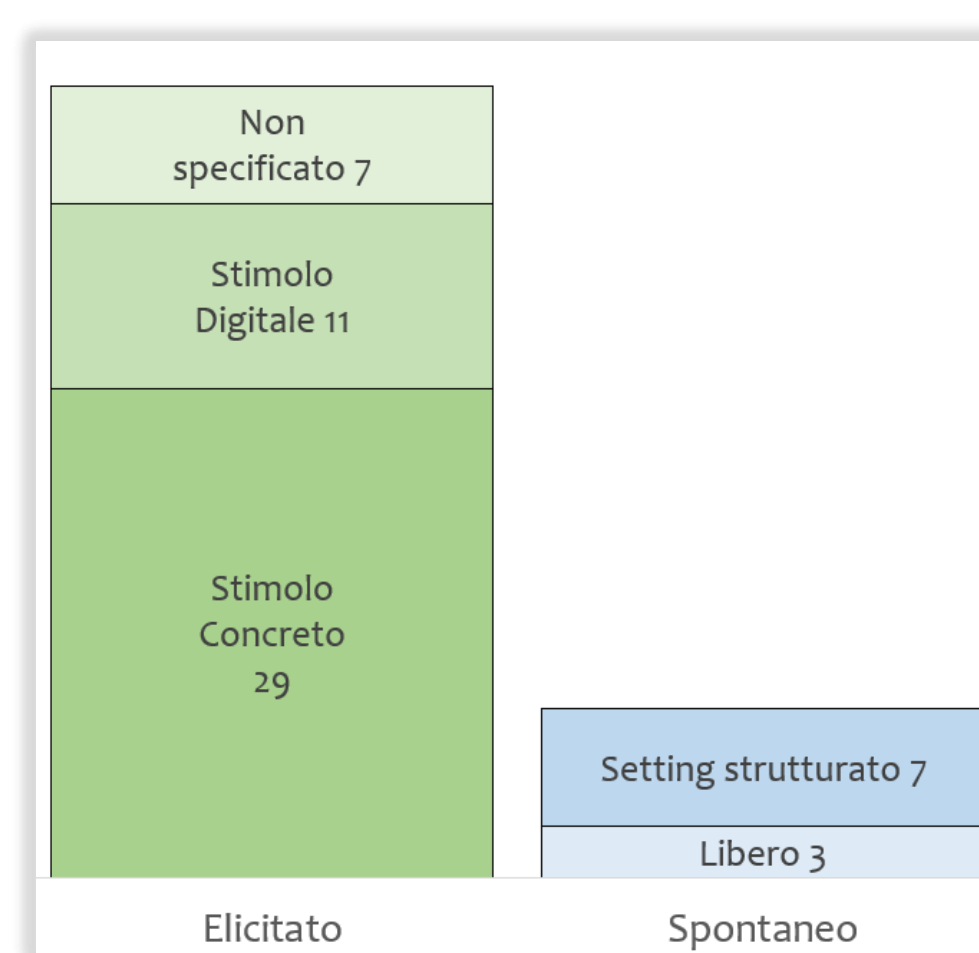 Non
specificato 7
Stimolo
Digitale 11
Stimolo
Concreto
29
Setting strutturato 7
Libero 3
Elicitato
Spontaneo